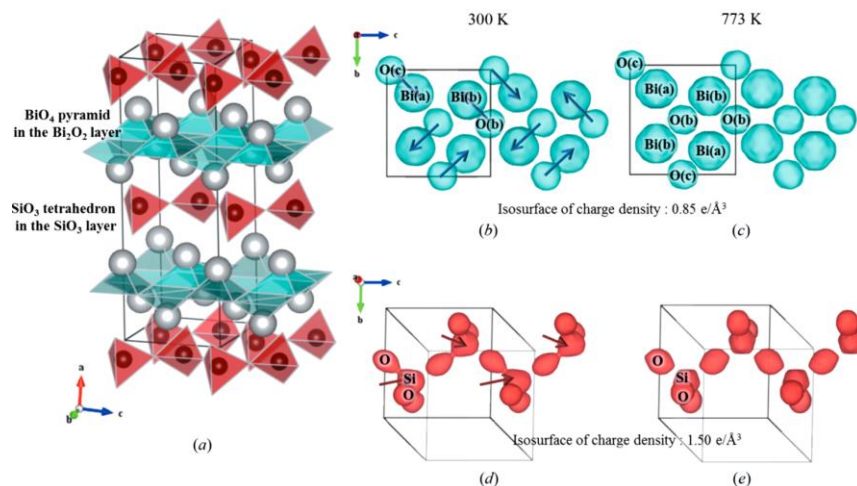 (a)
BiO₄ pyramid
in the Bi₂O₂ layer
SiO₃ tetrahedron
in the SiO₃ layer
a
b
c
(a)
300 K
773 K
a
c
b
O(c)
Bi(a)
Bi(b)
O(b)
O(c)
Bi(a)
Bi(b)
O(b)
O(b)
Bi(b)
Bi(a)
O(c)
Isosurface of charge density : 0.85 e/Å³
(b)
(c)
a
c
b
O
Si
O
O
Si
O
Isosurface of charge density : 1.50 e/Å³
(d)
(e)